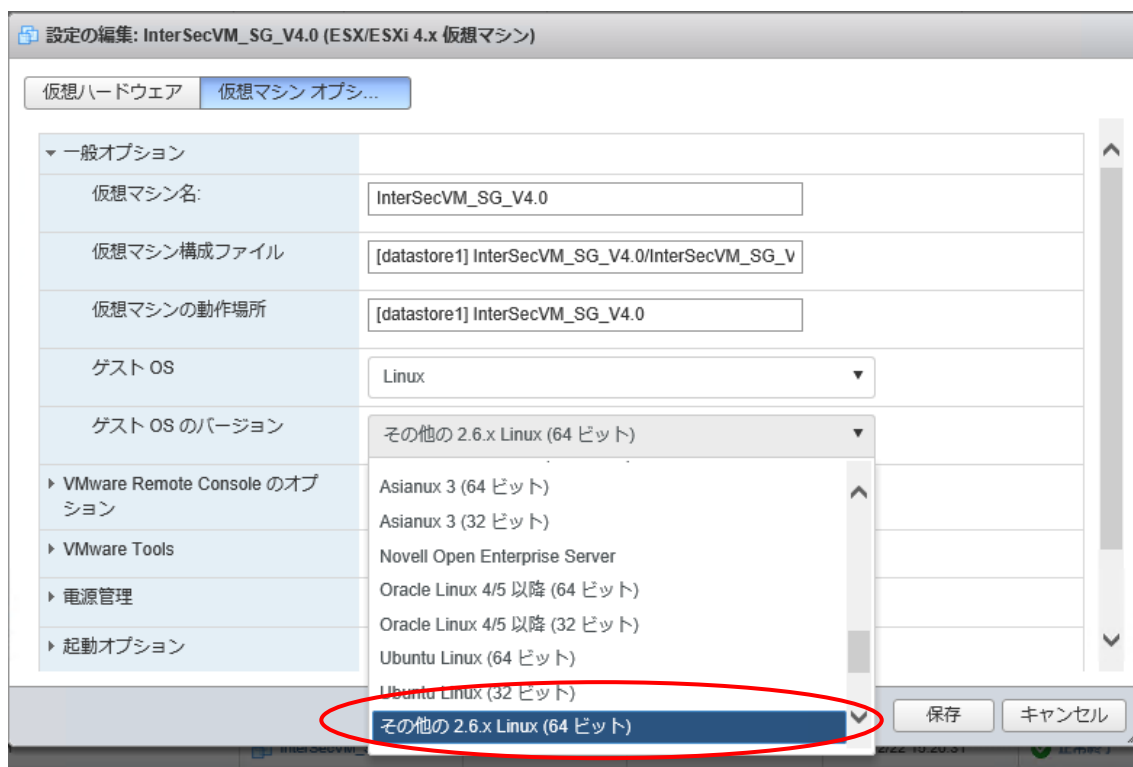 設定の編集: InterSecVM_SG_V4.0 (ESX/ESXi 4.x 仮想マシン)
仮想ハードウェア 仮想マシン オプシ...
一般オプション
仮想マシン名: InterSecVM_SG_V4.0
仮想マシン構成ファイル [datastore1] InterSecVM_SG_V4.0/InterSecVM_SG_V
仮想マシンの動作場所 [datastore1] InterSecVM_SG_V4.0
ゲスト OS Linux
ゲスト OS のバージョン その他の 2.6.x Linux (64 ビット)
VMware Remote Console のオプ
ション
VMware Tools
電源管理
起動オプション
Asianux 3 (64 ビット)
Asianux 3 (32 ビット)
Novell Open Enterprise Server
Oracle Linux 4/5 以降 (64 ビット)
Oracle Linux 4/5 以降 (32 ビット)
Ubuntu Linux (64 ビット)
Ubuntu Linux (32 ビット)
その他の 2.6.x Linux (64 ビット)
保存 キャンセル